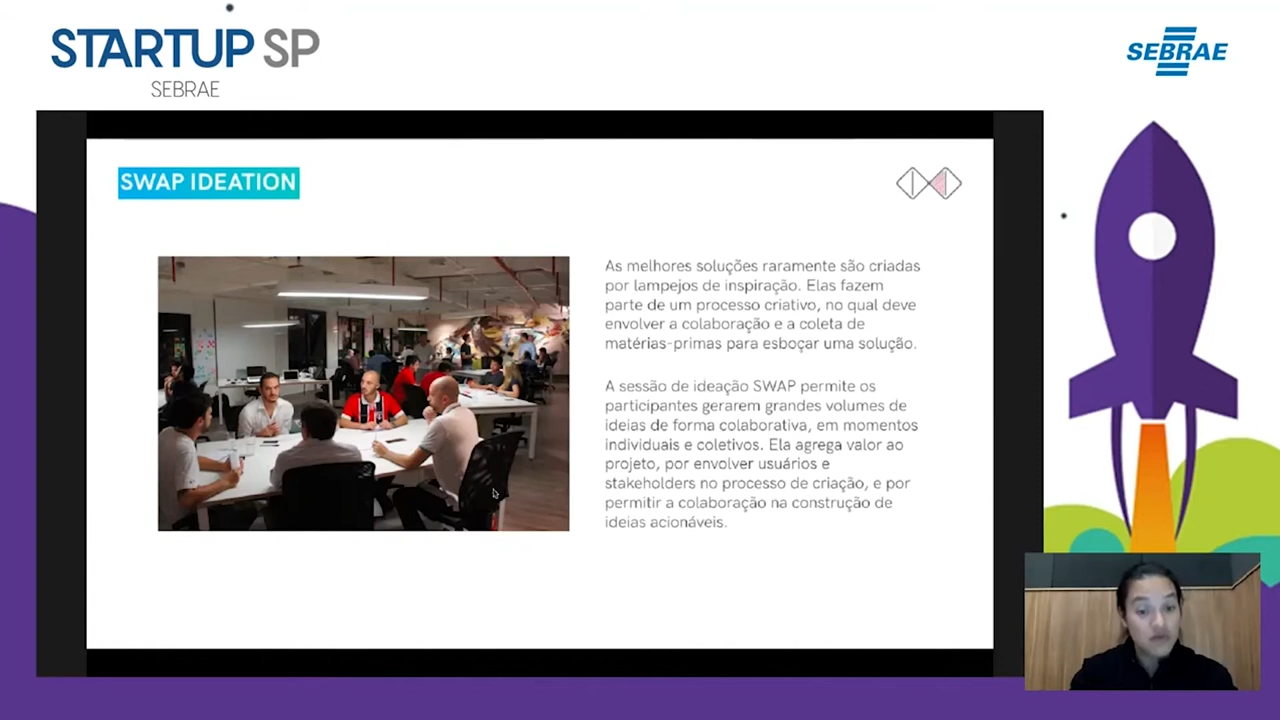 STARTUP SP
SEBRAE
SEBRAE
SWAP IDEATION
As melhores soluções raramente são criadas
por lampejos de inspiração. Elas fazem
parte de um processo criativo, no qual deve
envolver a colaboração e a coleta de
matérias-primas para esboçar uma solução.
A sessão de ideação SWAP permite os
participantes gerarem grandes volumes de
ideias de forma colaborativa, em momentos
individuais e coletivos. Ela agrega valor ao
projeto, por envolver usuários e
stakeholders no processo de criação, e por
permitir a colaboração na construção de
ideias acionáveis.